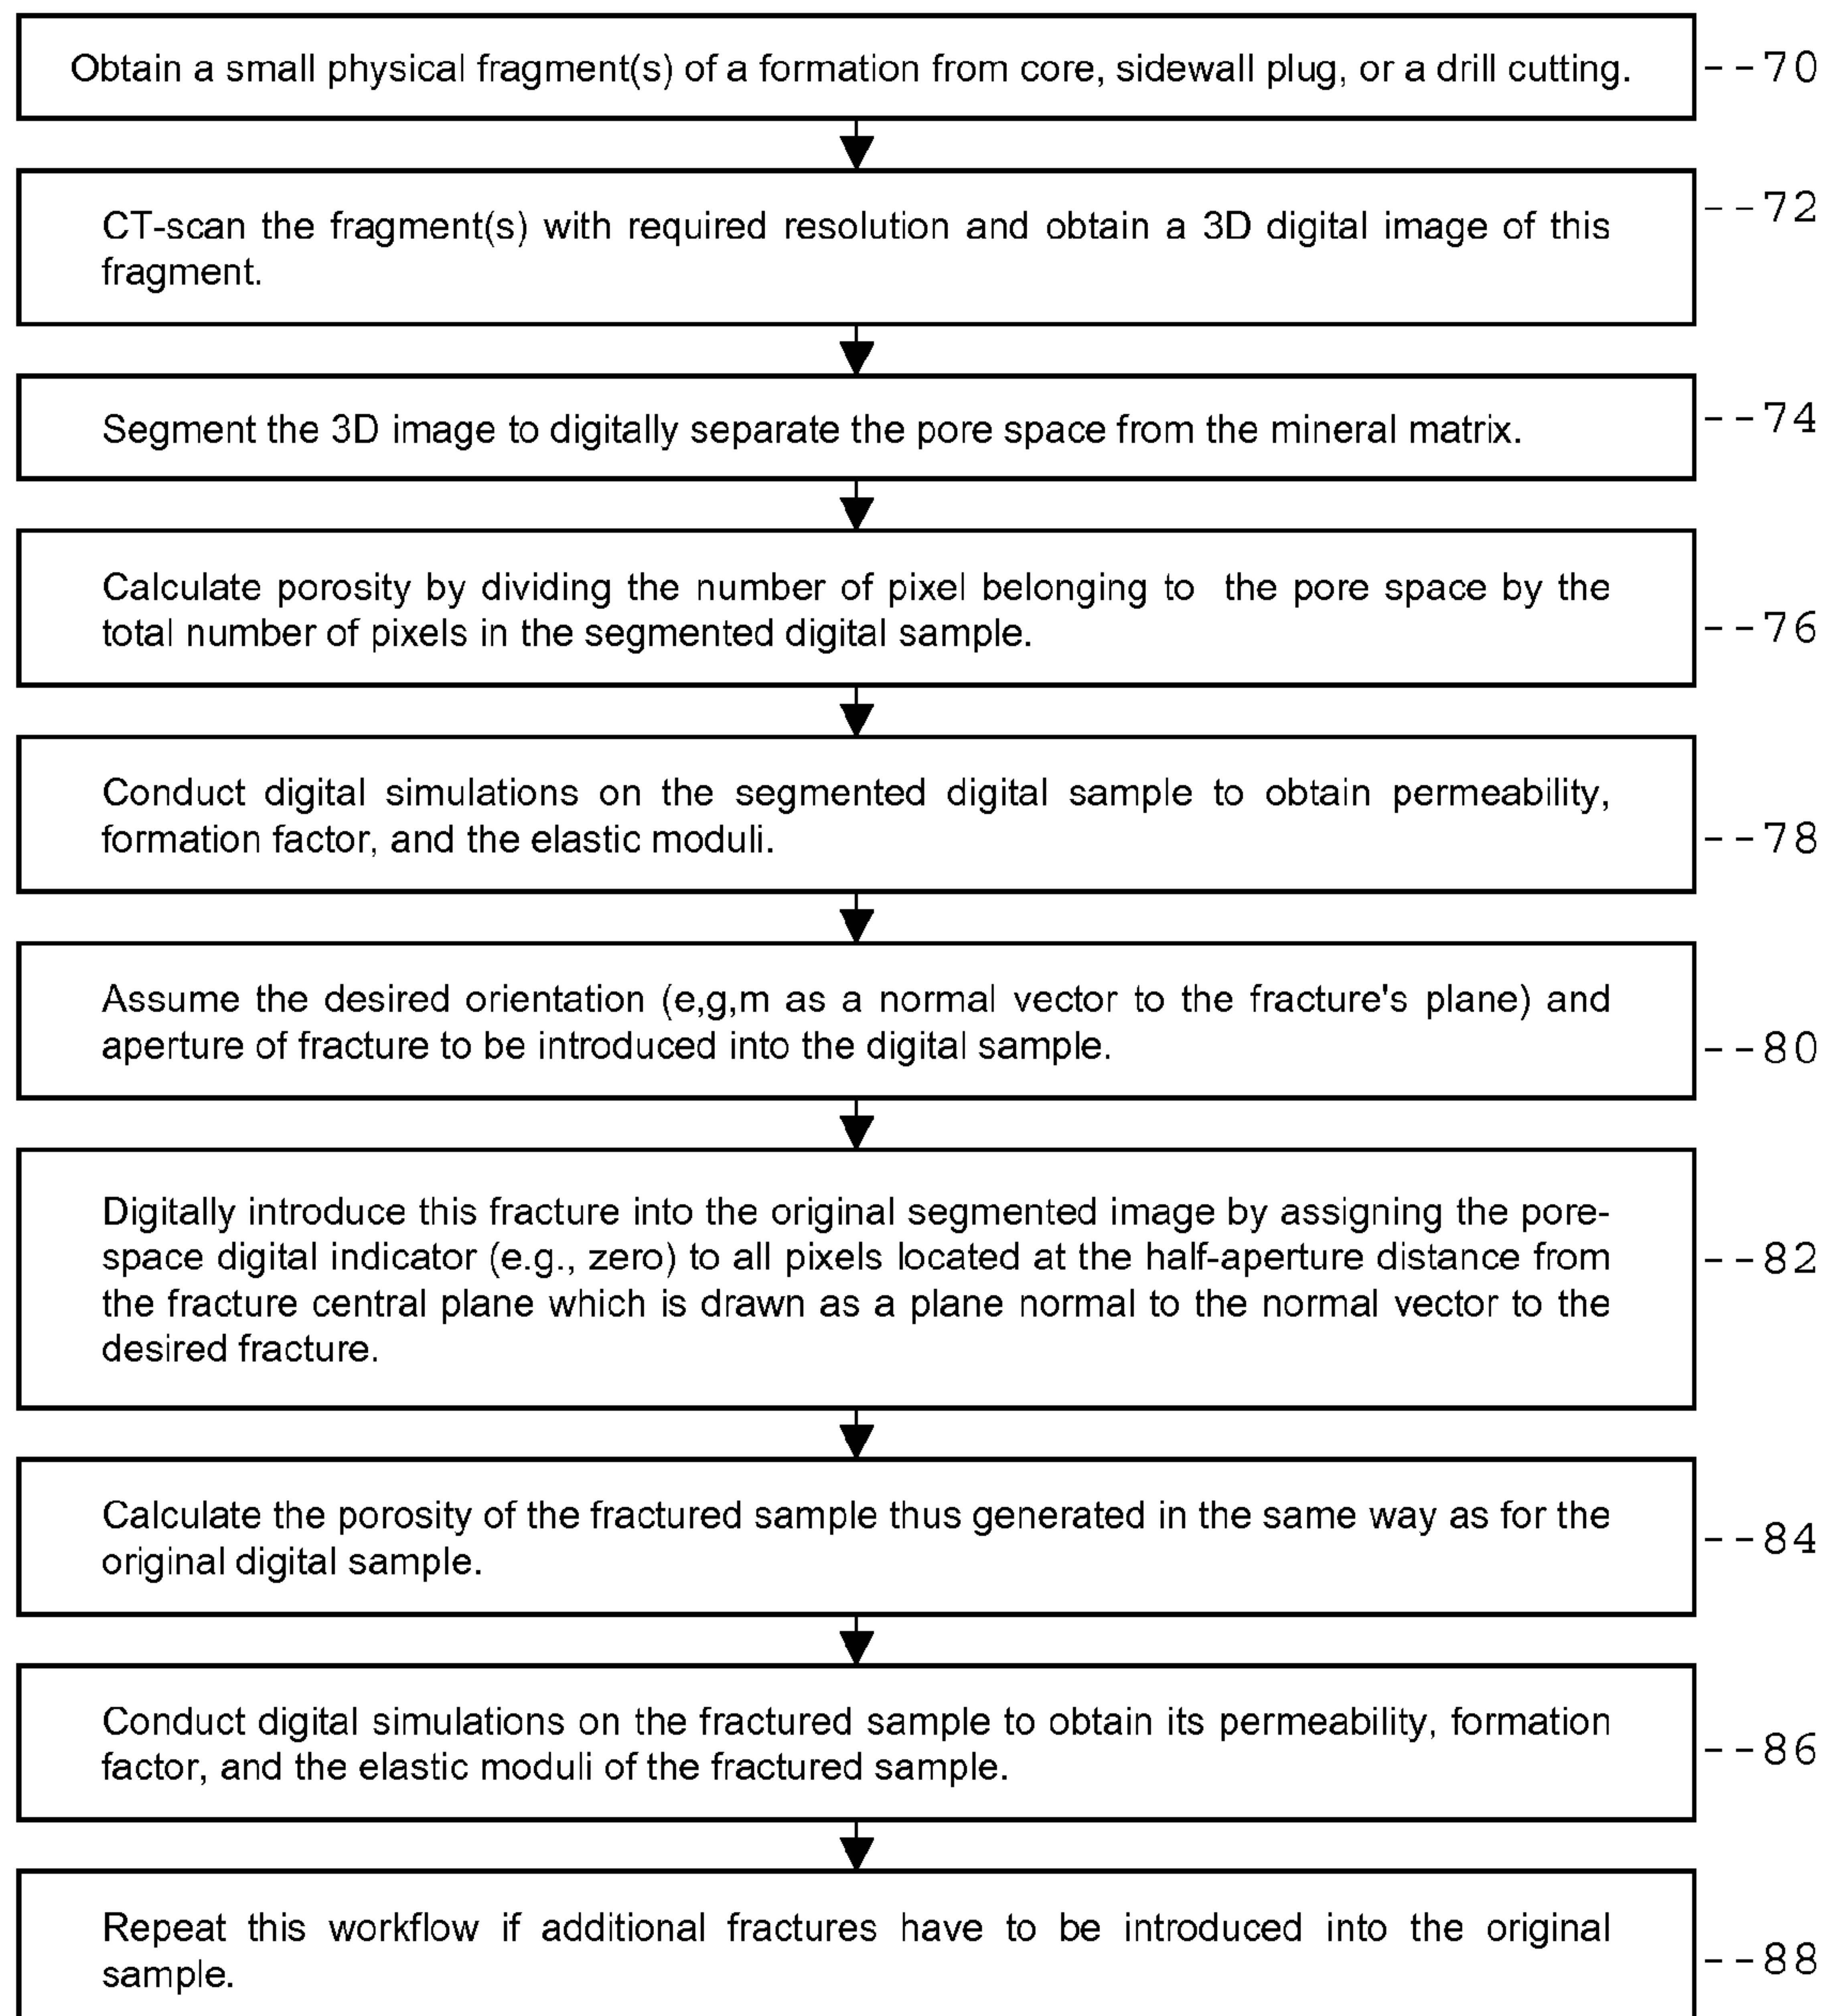 Obtain a small physical fragment(s) of a formation from core, sidewall plug, or a drill cutting.
--70
CT-scan the fragment(s) with required resolution and obtain a 3D digital image of this
fragment.
--72
Segment the 3D image to digitally separate the pore space from the mineral matrix.
--74
Calculate porosity by dividing the number of pixel belonging to the pore space by the
total number of pixels in the segmented digital sample.
--76
Conduct digital simulations on the segmented digital sample to obtain permeability,
formation factor, and the elastic moduli.
--78
Assume the desired orientation (e,g,m as a normal vector to the fracture's plane) and
aperture of fracture to be introduced into the digital sample.
--80
Digitally introduce this fracture into the original segmented image by assigning the pore-
space digital indicator (e.g., zero) to all pixels located at the half-aperture distance from
the fracture central plane which is drawn as a plane normal to the normal vector to the
desired fracture.
--82
Calculate the porosity of the fractured sample thus generated in the same way as for the
original digital sample.
--84
Conduct digital simulations on the fractured sample to obtain its permeability, formation
factor, and the elastic moduli of the fractured sample.
--86
Repeat this workflow if additional fractures have to be introduced into the original
sample.
--88